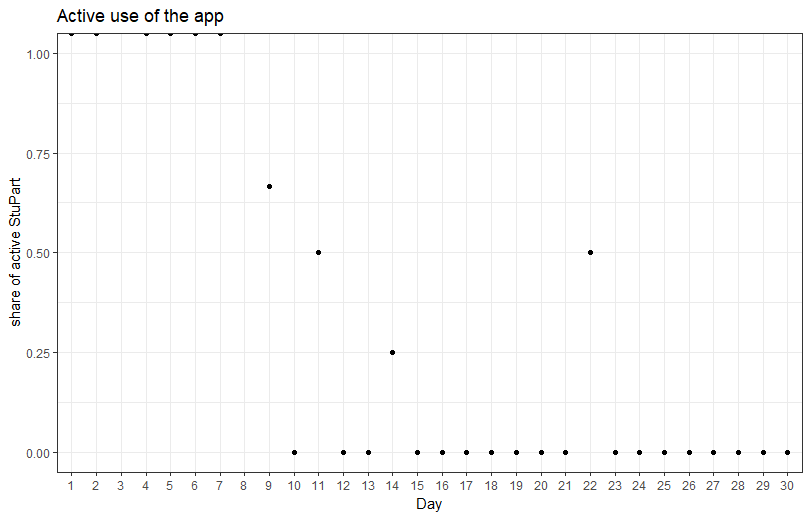 Active use of the app
1.00
0.75
0.50
0.25
0.00
share of active StuPart
1 2 3 4 5 6 7 8 9 10 11 12 13 14 15 16 17 18 19 20 21 22 23 24 25 26 27 28 29 30
Day